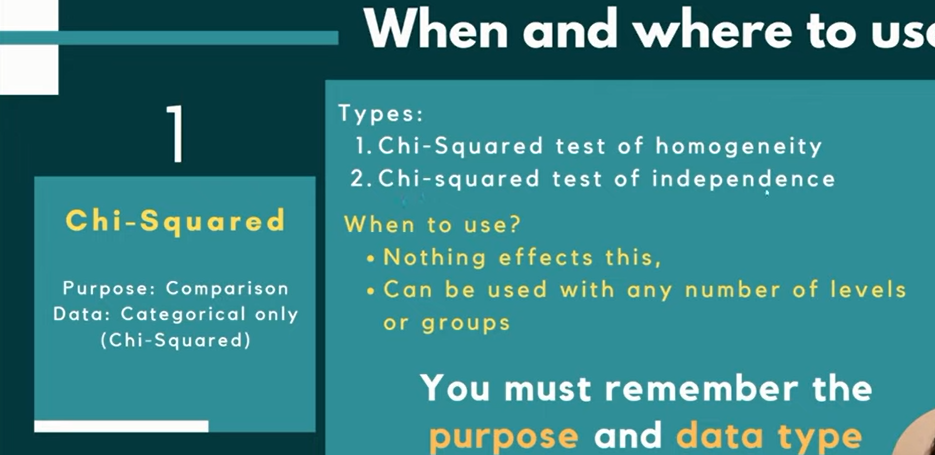 When and where to
1
Chi-Squared
Purpose: Comparison
Data: Categorical only
(Chi-Squared)
Types:
1. Chi-Squared test of homogeneity
2. Chi-squared test of independence
When to use?
• Nothing effects this,
• Can be used with any number of levels
or groups
You must remember the
purpose and data type